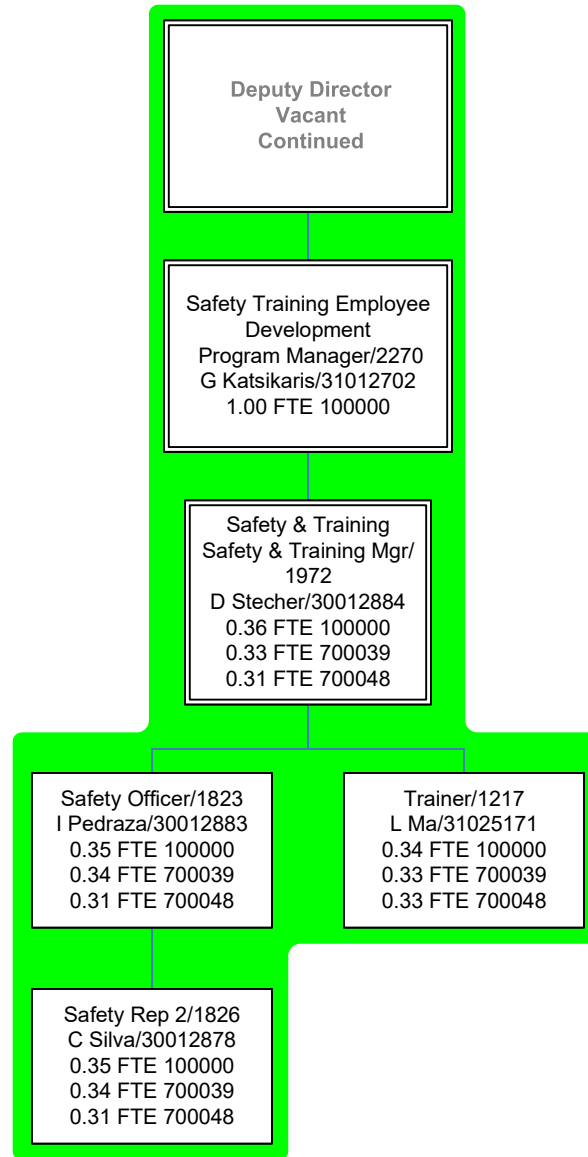 Deputy Director
Vacant
Continued
Safety Training Employee
Development
Program Manager/2270
G Katsikaris/31012702
1.00 FTE 100000
Safety & Training
Safety & Training Mgr/
1972
D Stecher/30012884
0.36 FTE 100000
0.33 FTE 700039
0.31 FTE 700048
Safety Officer/1823
I Pedraza/30012883
0.35 FTE 100000
0.34 FTE 700039
0.31 FTE 700048
Trainer/1217
L Ma/31025171
0.34 FTE 100000
0.33 FTE 700039
0.33 FTE 700048
Safety Rep 2/1826
C Silva/30012878
0.35 FTE 100000
0.34 FTE 700039
0.31 FTE 700048